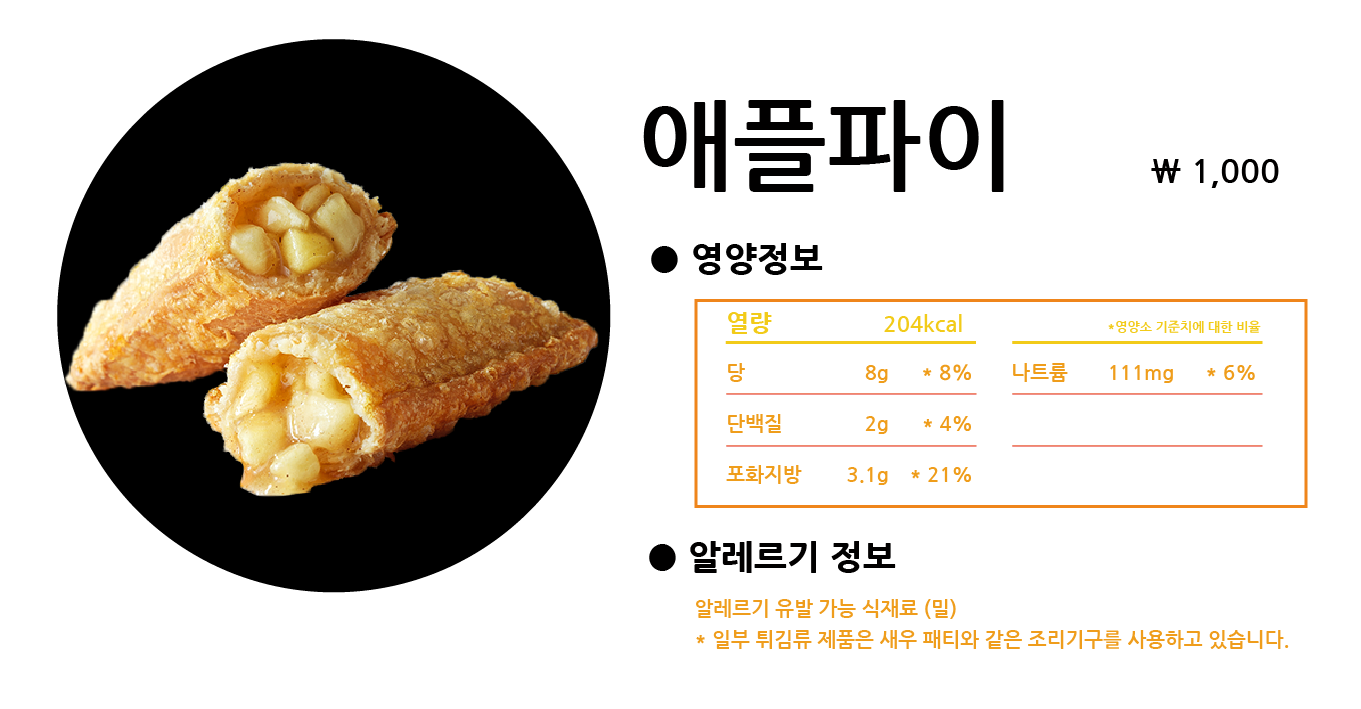 애플파이
₩ 1,000
● 영양정보
열량 204kcal *영양소 기준치에 대한 비율
당 8g * 8% 나트륨 111mg * 6%
단백질 2g * 4%
포화지방 3.1g * 21%
● 알레르기 정보
알레르기 유발 가능 식재료 (밀)
* 일부 튀김류 제품은 새우 패티와 같은 조리기구를 사용하고 있습니다.